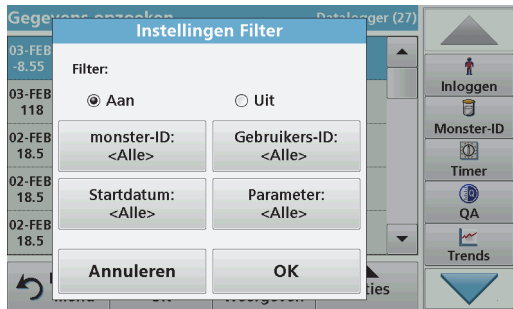 Gegevens opzoeken Datalogger (27)
Instellingen Filter
03-FEB
-8.55
03-FEB
118
02-FEB
18.5
02-FEB
18.5
02-FEB
18.5
Filter:
Aan
Uit
monster-ID:
<Alle>
Gebruikers-ID:
<Alle>
Startdatum:
<Alle>
Parameter:
<Alle>
Annuleren
OK
Inloggen
Monster-ID
Timer
QA
Trends